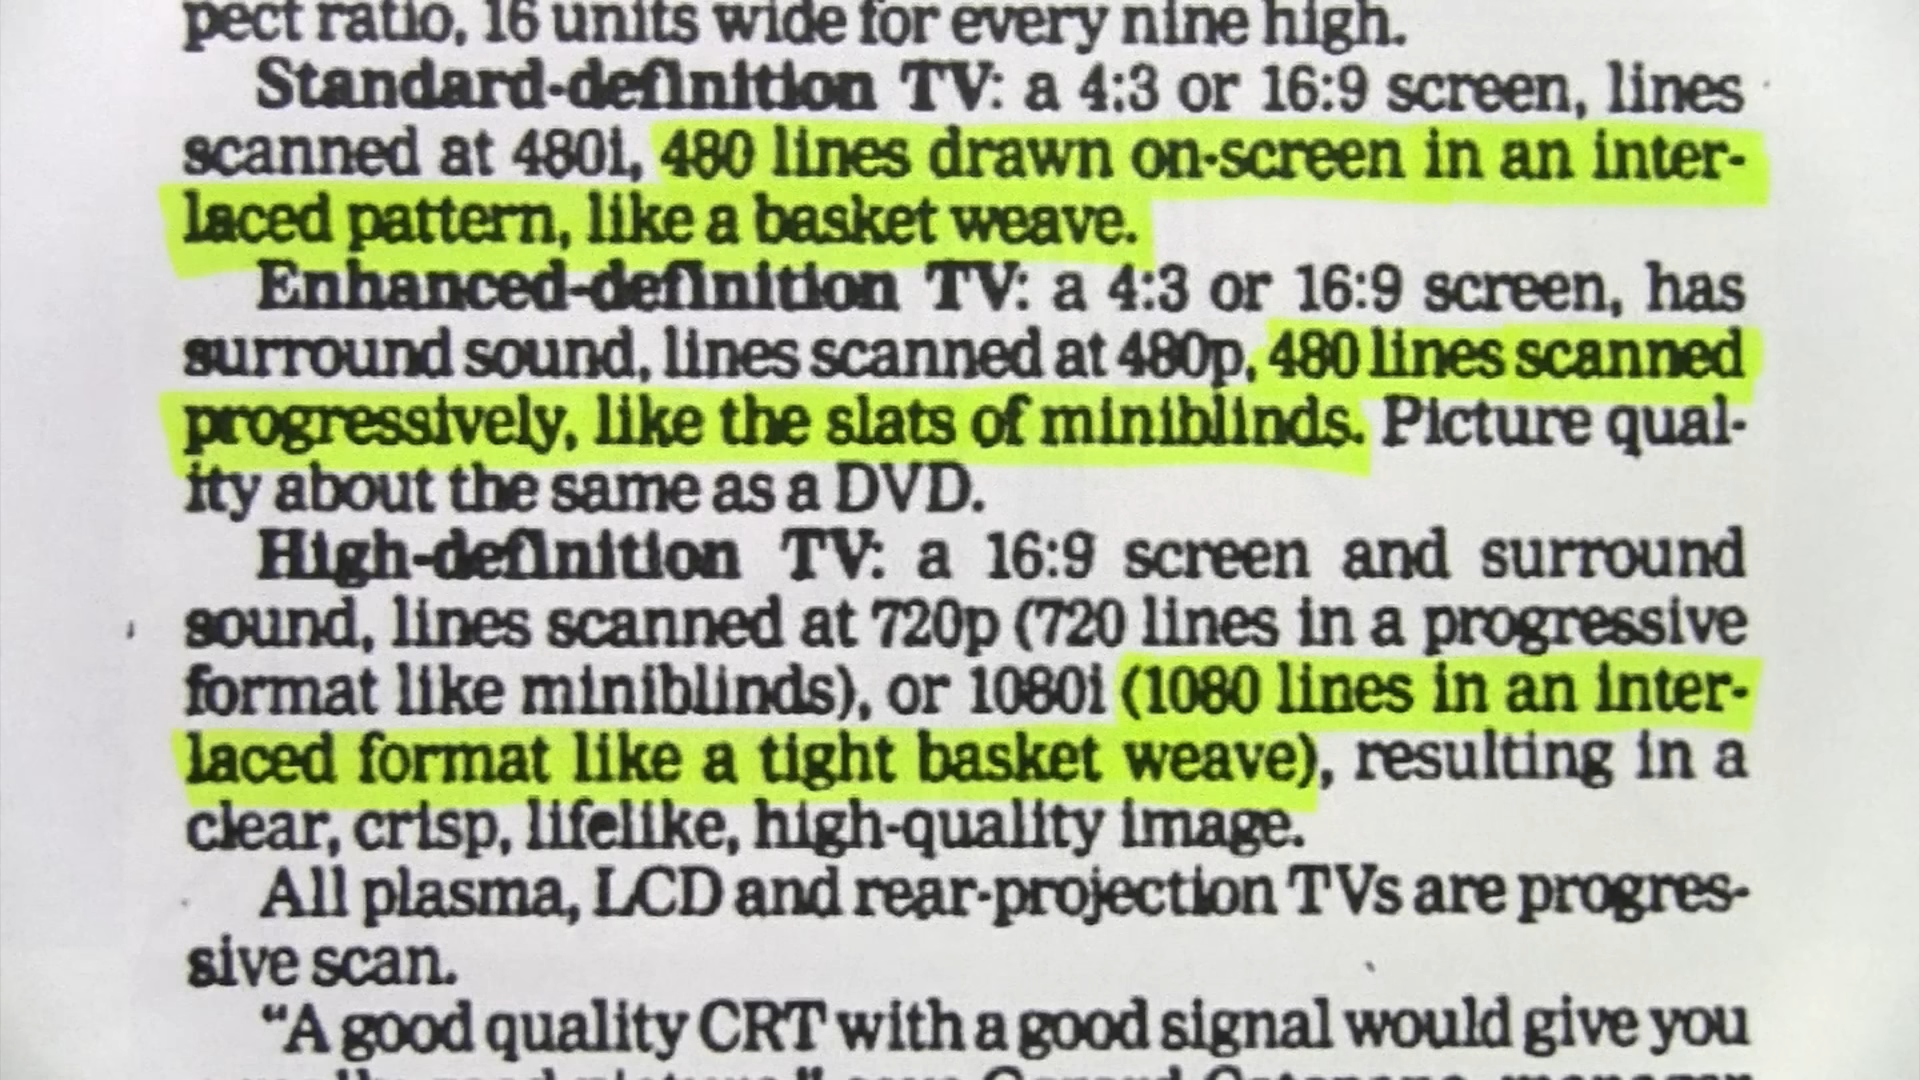 pect ratio, 16 units wide for every nine high.
Standard-definition TV: a 4:3 or 16:9 screen, lines
scanned at 480i, 480 lines drawn on-screen in an inter-
laced pattern, like a basket weave.
Enhanced-definition TV: a 4:3 or 16:9 screen, has
surround sound, lines scanned at 480p, 480 lines scanned
progressively, like the slats of miniblinds. Picture qual-
ity about the same as a DVD.
High-definition TV: a 16:9 screen and surround
sound, lines scanned at 720p (720 lines in a progressive
format like miniblinds), or 1080i (1080 lines in an inter-
laced format like a tight basket weave), resulting in a
clear, crisp, lifelike, high-quality image.
All plasma, LCD and rear-projection TVs are progres-
sive scan.
“A good quality CRT with a good signal would give you